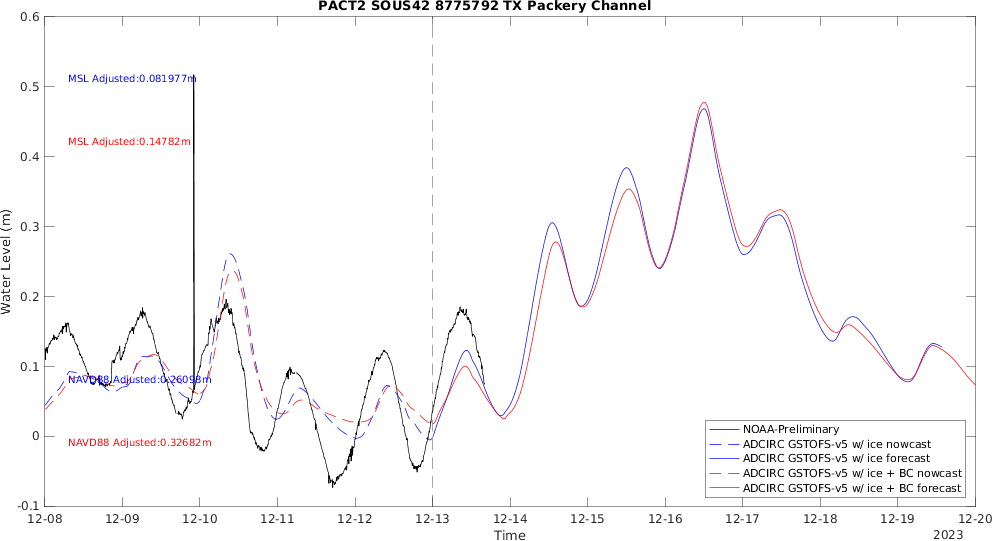 PACT2 SOUS42 8775792 TX Packery Channel
0.6
0.5
0.4
0.3
0.2
0.1
0
-0.1
Water Level (m)
MSL Adjusted:0.081977m
MSL Adjusted:0.14782m
NAVD88 Adjusted:0.26098m
NAVD88 Adjusted:0.32682m
NOAA-Preliminary
ADCIRC GSTOFS-v5 w/ ice nowcast
ADCIRC GSTOFS-v5 w/ ice forecast
ADCIRC GSTOFS-v5 w/ ice + BC nowcast
ADCIRC GSTOFS-v5 w/ ice + BC forecast
12-08 12-09 12-10 12-11 12-12 12-13 12-14 12-15 12-16 12-17 12-18 12-19 12-20
Time
2023